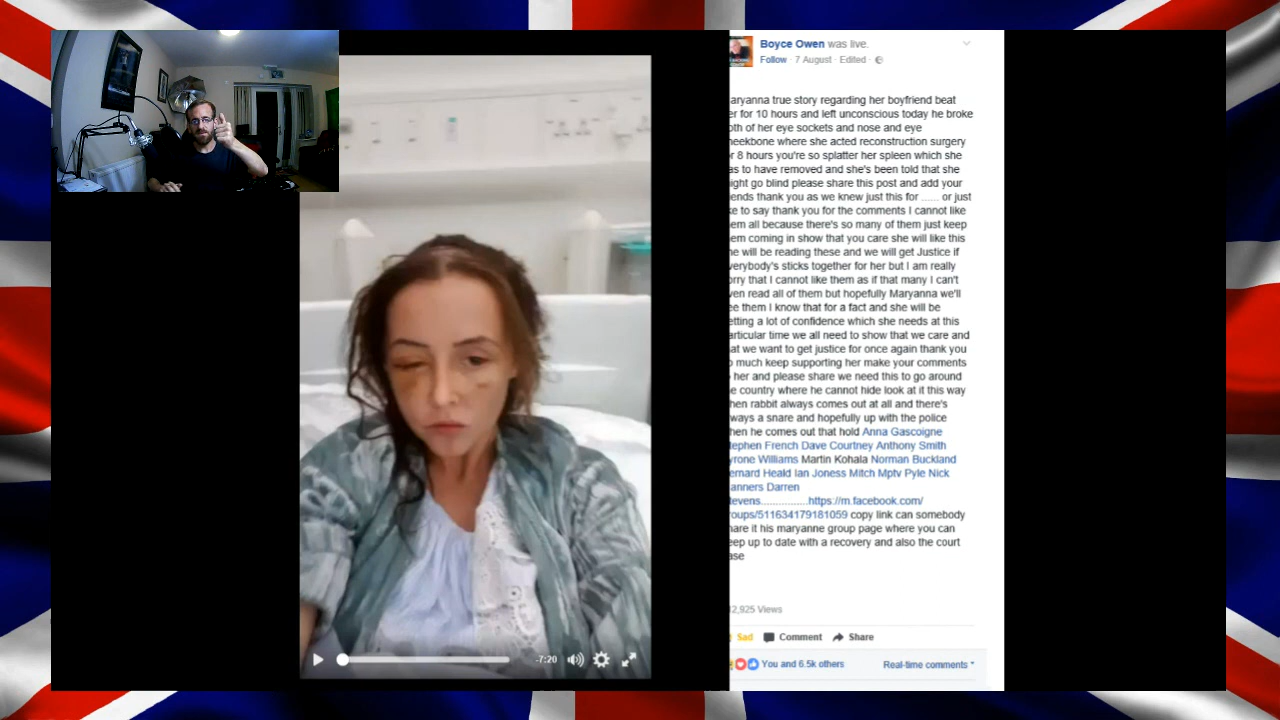 Boyce Owen was live.
Follow · 7 August · Edited ·
aryanna true story regarding her boyfriend beat
er for 10 hours and left unconscious today he broke
oth of her eye sockets and nose and eye
heekbone where she acted reconstruction surgery
r 8 hours you're so splatter her spleen which she
as to have removed and she's been told that she
ight go blind please share this post and add your
ends thank you as we knew just this for ...... or just
ke to say thank you for the comments I cannot like
em all because there's so many of them just keep
em coming in show that you care she will like this
he will be reading these and we will get Justice if
verybody's sticks together for her but I am really
orry that I cannot like them as if that many I can't
ven read all of them but hopefully Maryanna we'll
ee them I know that for a fact and she will be
etting a lot of confidence which she needs at this
articular time we all need to show that we care and
at we want to get justice for once again thank you
o much keep supporting her make your comments
her and please share we need this to go around
e country where he cannot hide look at it this way
hen rabbit always comes out at all and there's
ways a snare and hopefully up with the police
hen he comes out that hold Anna Gascoigne
tephen French Dave Courtney Anthony Smith
yrone Williams Martin Kohala Norman Buckland
ernard Heald Ian Joness Mitch Mptv Pyle Nick
anners Darren
tevens...............https://m.facebook.com/
roups/511634179181059 copy link can somebody
hare it his maryanne group page where you can
eep up to date with a recovery and also the court
ase
2,925 Views
Sad Comment Share
You and 6.5k others Real-time comments
-7:20